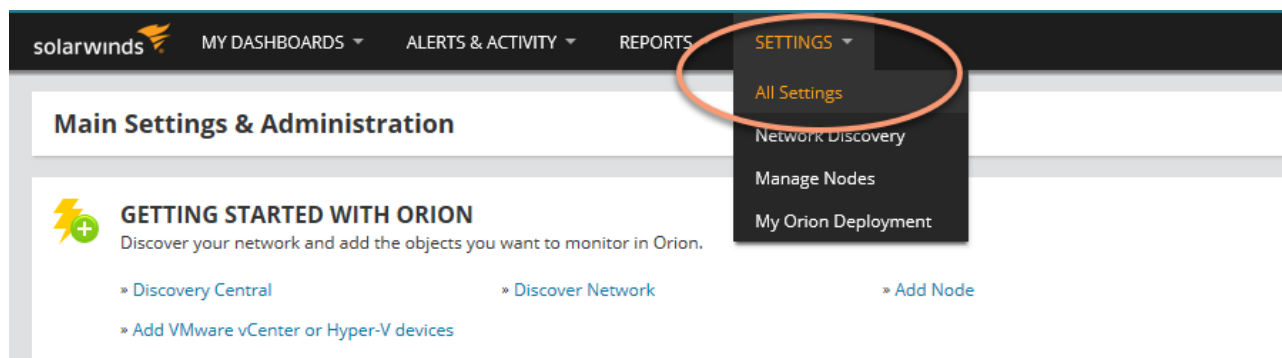 solarwinds MY DASHBOARDS ALERTS & ACTIVITY REPORTS SETTINGS
All Settings
Main Settings & Administration
Network Discovery
Manage Nodes
My Orion Deployment
GETTING STARTED WITH ORION
Discover your network and add the objects you want to monitor in Orion.
» Discovery Central » Discover Network » Add Node
» Add VMware vCenter or Hyper-V devices